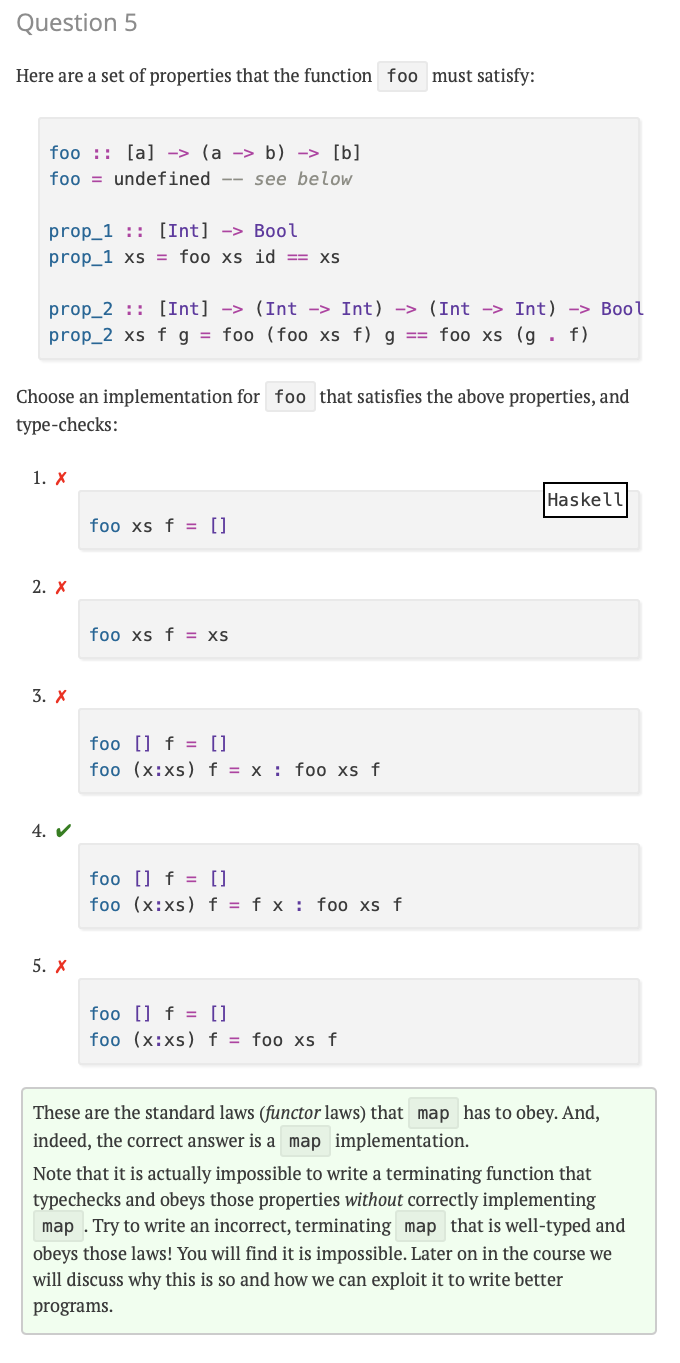 Question 5
Here are a set of properties that the function foo must satisfy:
foo :: [a] -> (a -> b) -> [b]
foo = undefined -- see below
prop_1 :: [Int] -> Bool
prop_1 xs = foo xs id == xs
prop_2 :: [Int] -> (Int -> Int) -> (Int -> Int) -> Bool
prop_2 xs f g = foo (foo xs f) g == foo xs (g . f)
Choose an implementation for foo that satisfies the above properties, and
type-checks:
1. ✗
Haskell
foo xs f = []
2. ✗
foo xs f = xs
3. ✗
foo [] f = []
foo (x:xs) f = x : foo xs f
4. ✔
foo [] f = []
foo (x:xs) f = f x : foo xs f
5. ✗
foo [] f = []
foo (x:xs) f = foo xs f
These are the standard laws (functor laws) that map has to obey. And,
indeed, the correct answer is a map implementation.
Note that it is actually impossible to write a terminating function that
typechecks and obeys those properties without correctly implementing
map . Try to write an incorrect, terminating map that is well-typed and
obeys those laws! You will find it is impossible. Later on in the course we
will discuss why this is so and how we can exploit it to write better
programs.